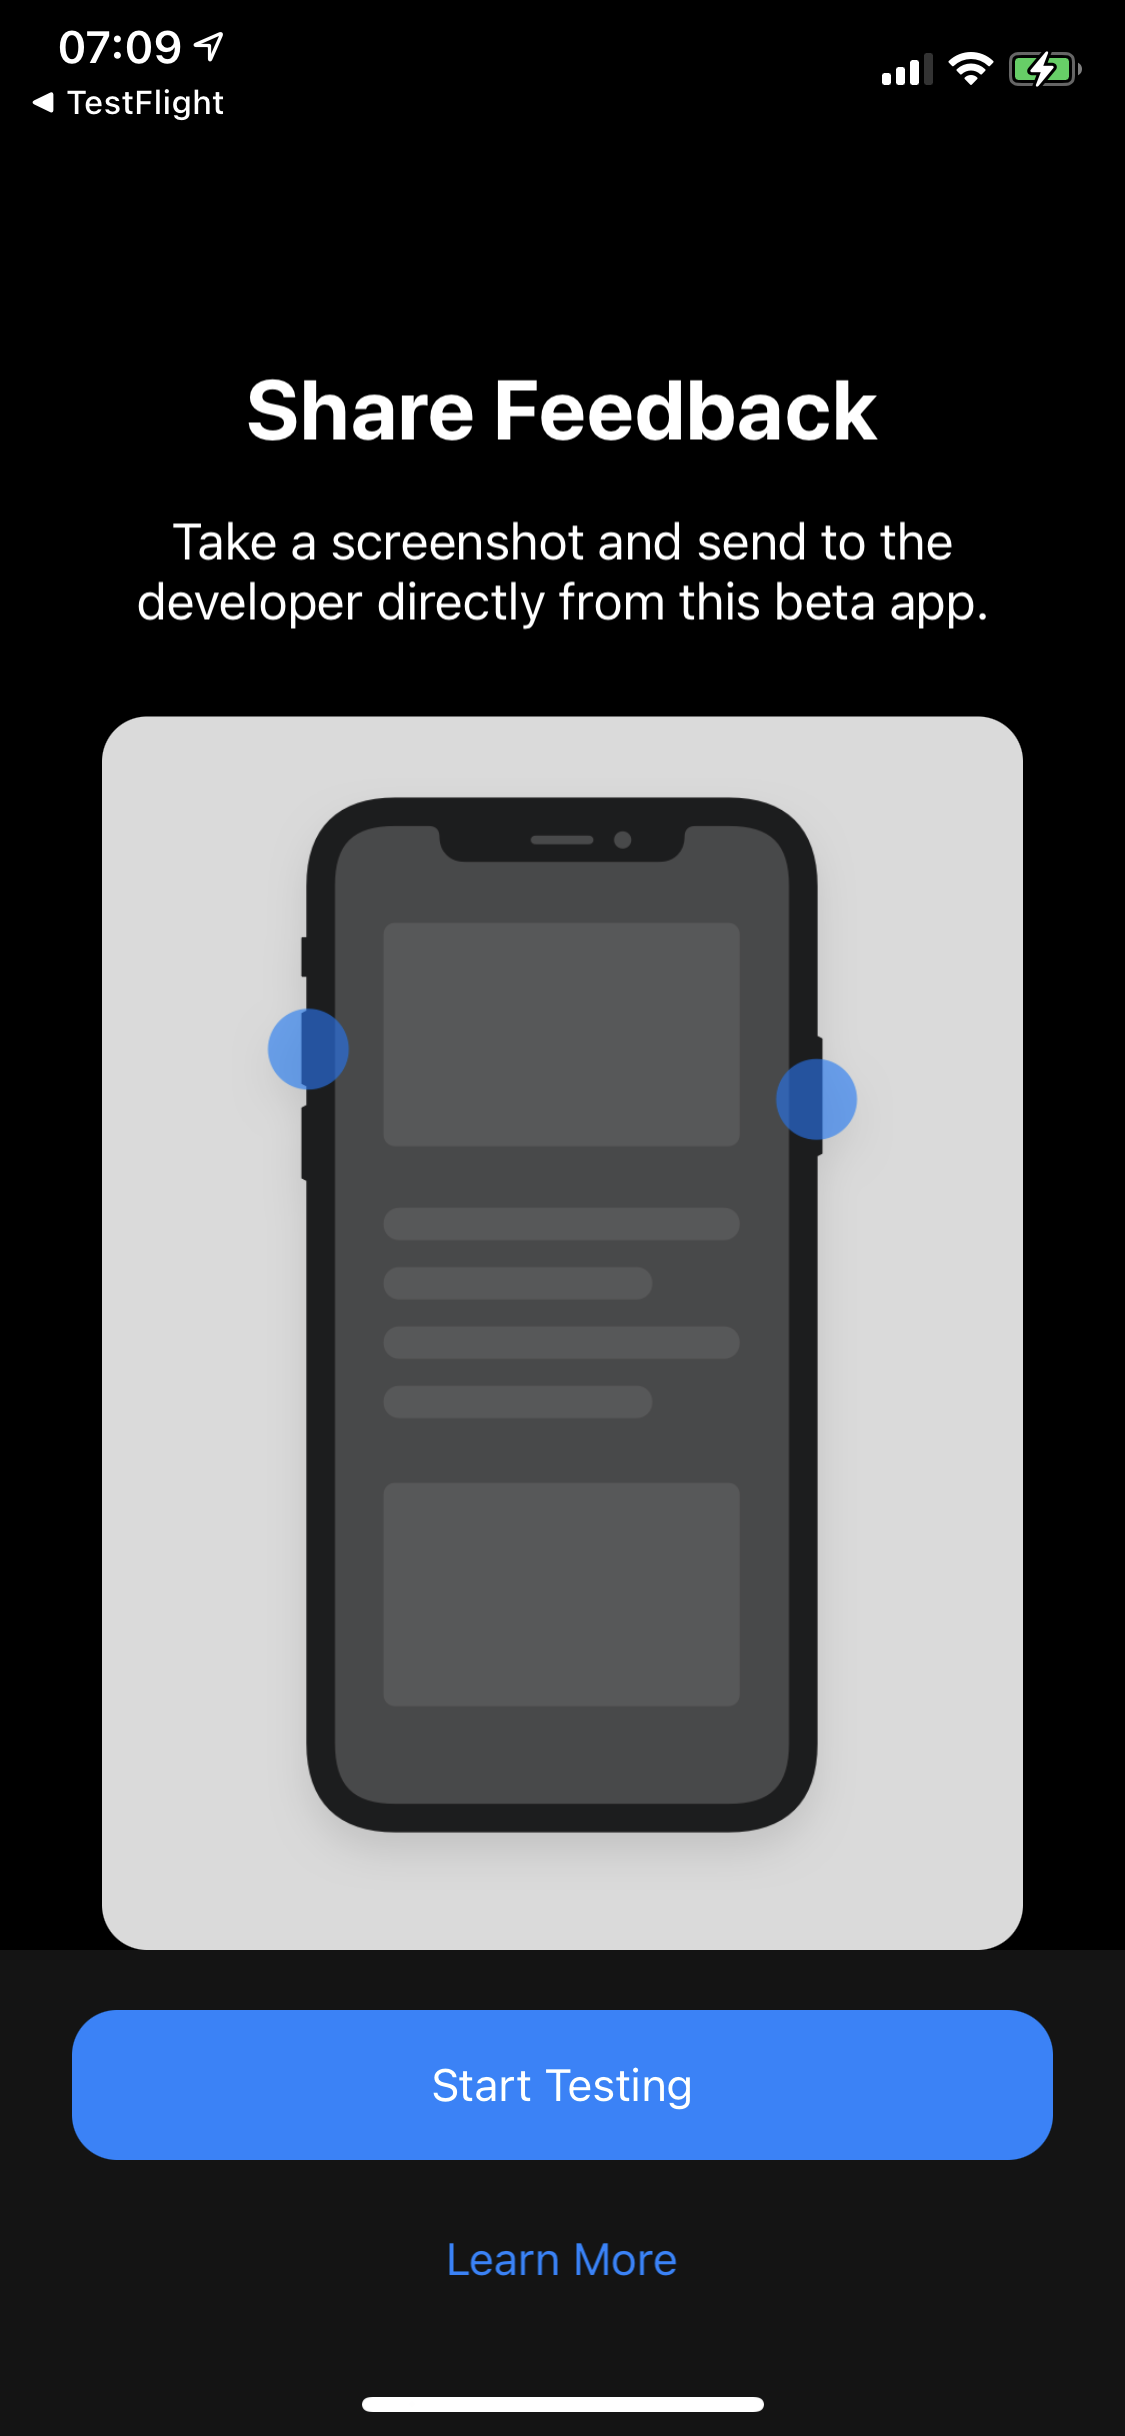 07:09
TestFlight
Share Feedback
Take a screenshot and send to the
developer directly from this beta app.
Start Testing
Learn More